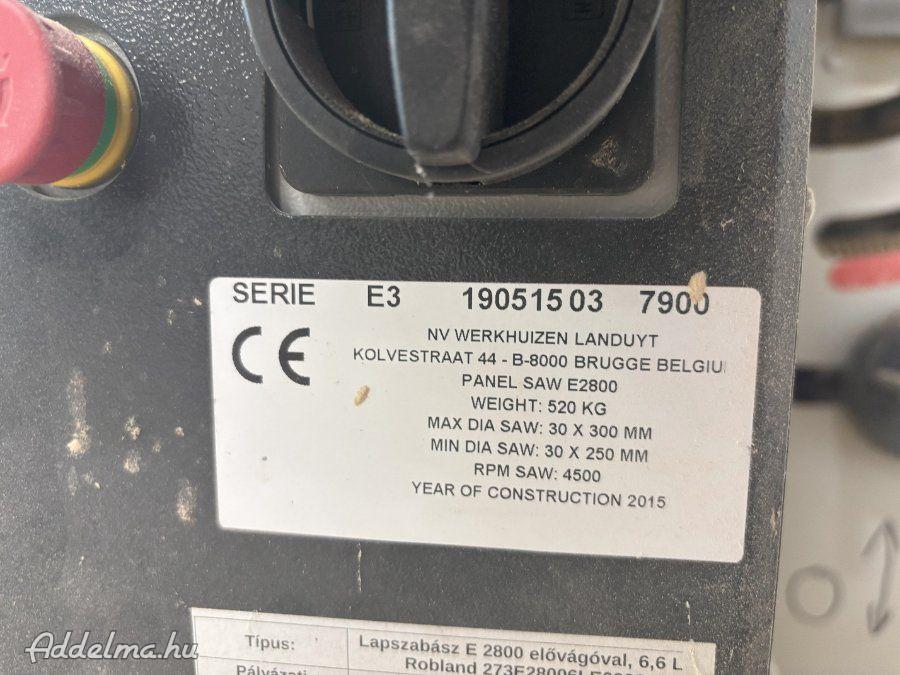 SERIE E3 19051503 7900
CE
NV WERKHUIZEN LANDUYT
KOLVESTRAAT 44 - B-8000 BRUGGE BELGIU
PANEL SAW E2800
WEIGHT: 520 KG
MAX DIA SAW: 30 X 300 MM
MIN DIA SAW: 30 X 250 MM
RPM SAW: 4500
YEAR OF CONSTRUCTION 2015
Típus: Lapszabász E 2800 elővágóval, 6,6 L
Robland
Pályázati
Addelma.hu